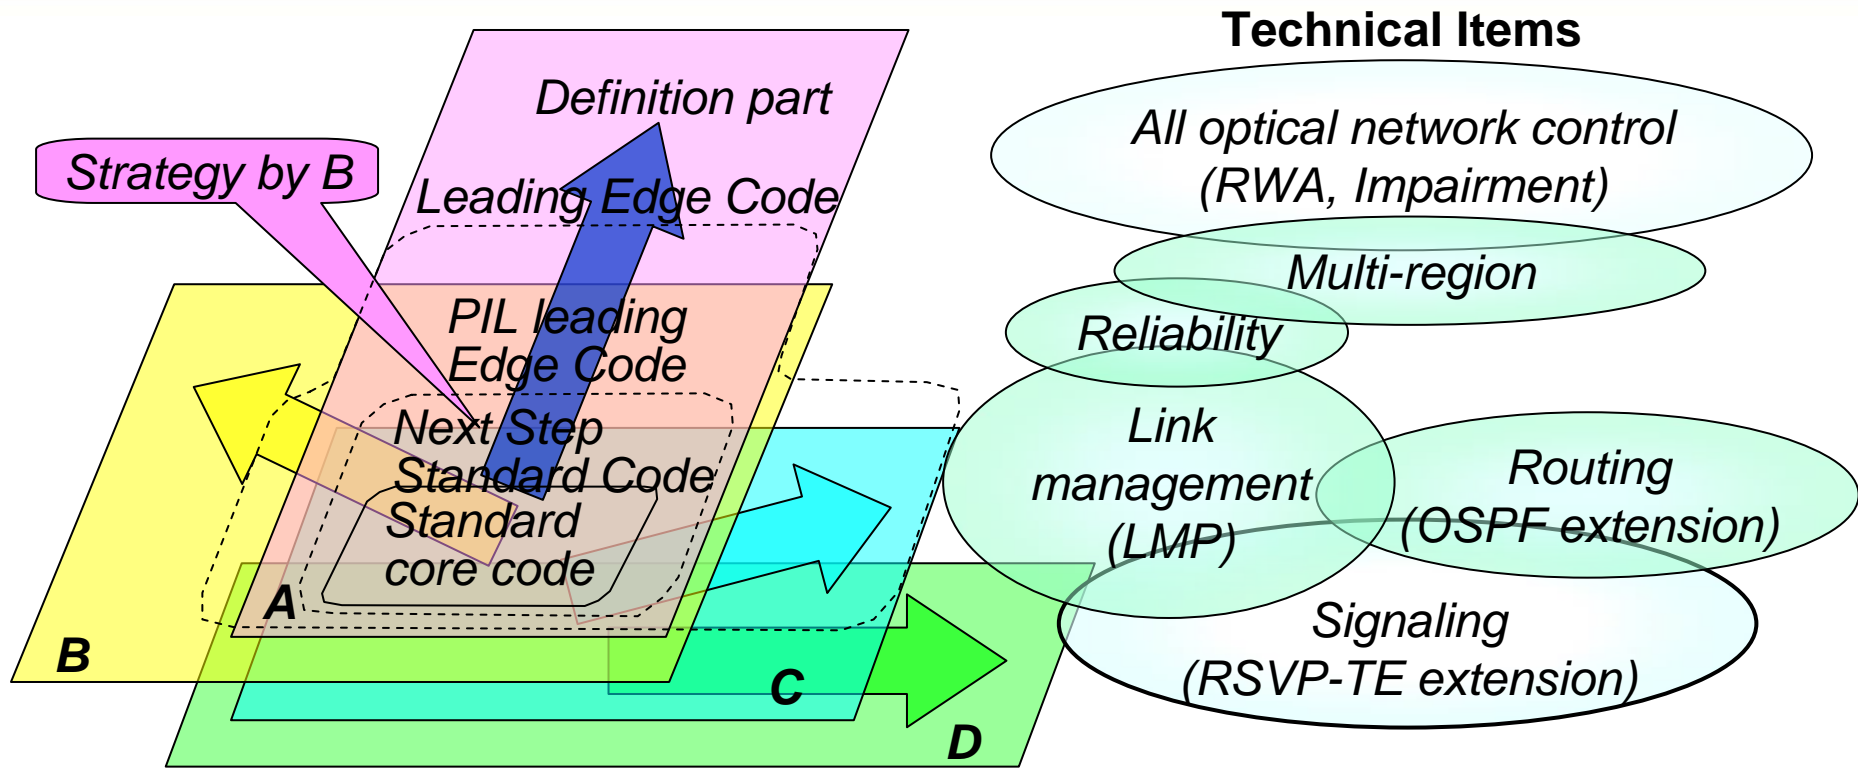 Technical Items
Definition part
Strategy by B
Leading Edge Code
PIL leading
Edge Code
Next Step
Standard Code
Standard
core code
A
B
C
D
All optical network control
(RWA, Impairment)
Multi-region
Reliability
Link
management
(LMP)
Routing
(OSPF extension)
Signaling
(RSVP-TE extension)